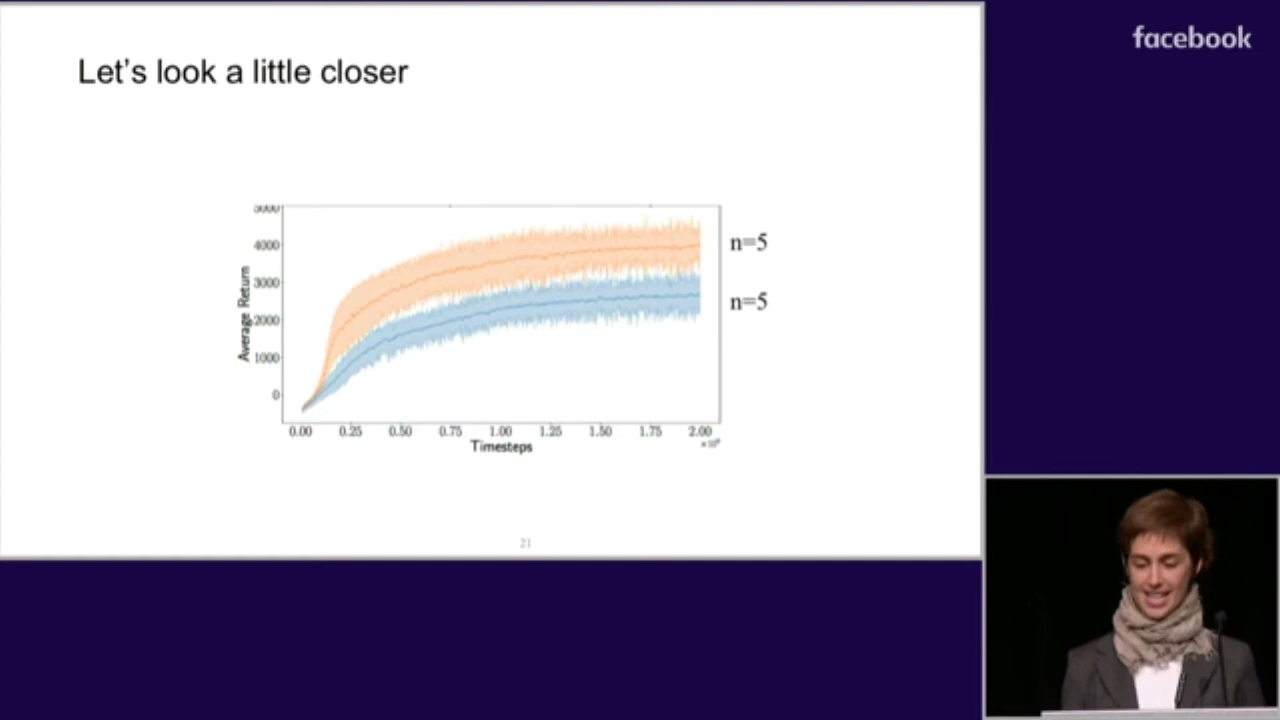 facebook
Let's look a little closer
5000
4000
3000
2000
1000
0
Average Return
n=5
n=5
0.00 0.25 0.50 0.75 1.00 1.25 1.50 1.75 2.00
Timesteps
21